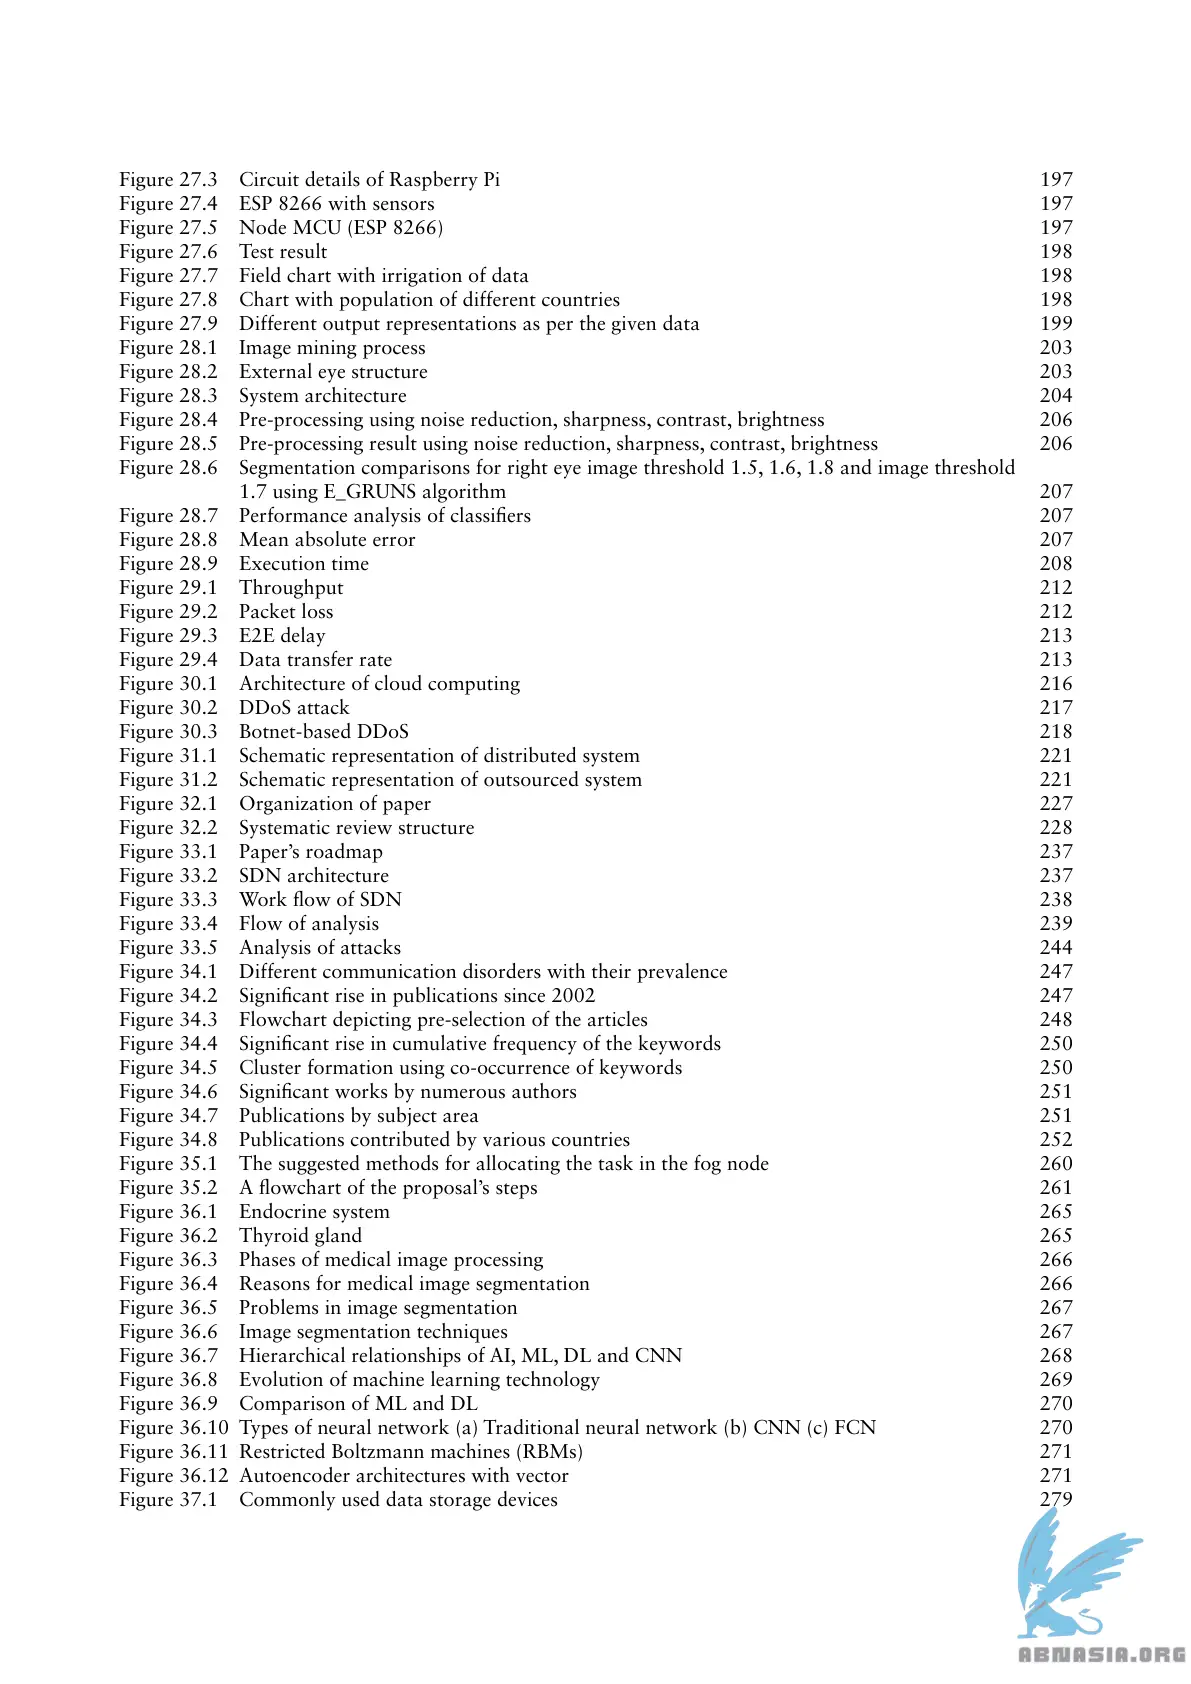 Figure 27.3 Circuit details of Raspberry Pi 197
Figure 27.4 ESP 8266 with sensors 197
Figure 27.5 Node MCU (ESP 8266) 197
Figure 27.6 Test result 198
Figure 27.7 Field chart with irrigation of data 198
Figure 27.8 Chart with population of different countries 198
Figure 27.9 Different output representations as per the given data 199
Figure 28.1 Image mining process 203
Figure 28.2 External eye structure 203
Figure 28.3 System architecture 204
Figure 28.4 Pre-processing using noise reduction, sharpness, contrast, brightness 206
Figure 28.5 Pre-processing result using noise reduction, sharpness, contrast, brightness 206
Figure 28.6 Segmentation comparisons for right eye image threshold 1.5, 1.6, 1.8 and image threshold
1.7 using E_GRUNS algorithm 207
Figure 28.7 Performance analysis of classifiers 207
Figure 28.8 Mean absolute error 207
Figure 28.9 Execution time 208
Figure 29.1 Throughput 212
Figure 29.2 Packet loss 212
Figure 29.3 E2E delay 213
Figure 29.4 Data transfer rate 213
Figure 30.1 Architecture of cloud computing 216
Figure 30.2 DDoS attack 217
Figure 30.3 Botnet-based DDoS 218
Figure 31.1 Schematic representation of distributed system 221
Figure 31.2 Schematic representation of outsourced system 221
Figure 32.1 Organization of paper 227
Figure 32.2 Systematic review structure 228
Figure 33.1 Paper's roadmap 237
Figure 33.2 SDN architecture 237
Figure 33.3 Work flow of SDN 238
Figure 33.4 Flow of analysis 239
Figure 33.5 Analysis of attacks 244
Figure 34.1 Different communication disorders with their prevalence 247
Figure 34.2 Significant rise in publications since 2002 247
Figure 34.3 Flowchart depicting pre-selection of the articles 248
Figure 34.4 Significant rise in cumulative frequency of the keywords 250
Figure 34.5 Cluster formation using co-occurrence of keywords 250
Figure 34.6 Significant works by numerous authors 251
Figure 34.7 Publications by subject area 251
Figure 34.8 Publications contributed by various countries 252
Figure 35.1 The suggested methods for allocating the task in the fog node 260
Figure 35.2 A flowchart of the proposal's steps 261
Figure 36.1 Endocrine system 265
Figure 36.2 Thyroid gland 265
Figure 36.3 Phases of medical image processing 266
Figure 36.4 Reasons for medical image segmentation 266
Figure 36.5 Problems in image segmentation 267
Figure 36.6 Image segmentation techniques 267
Figure 36.7 Hierarchical relationships of AI, ML, DL and CNN 268
Figure 36.8 Evolution of machine learning technology 269
Figure 36.9 Comparison of ML and DL 270
Figure 36.10 Types of neural network (a) Traditional neural network (b) CNN (c) FCN 270
Figure 36.11 Restricted Boltzmann machines (RBMs) 271
Figure 36.12 Autoencoder architectures with vector 271
Figure 37.1 Commonly used data storage devices 279
ABNASIA.ORG